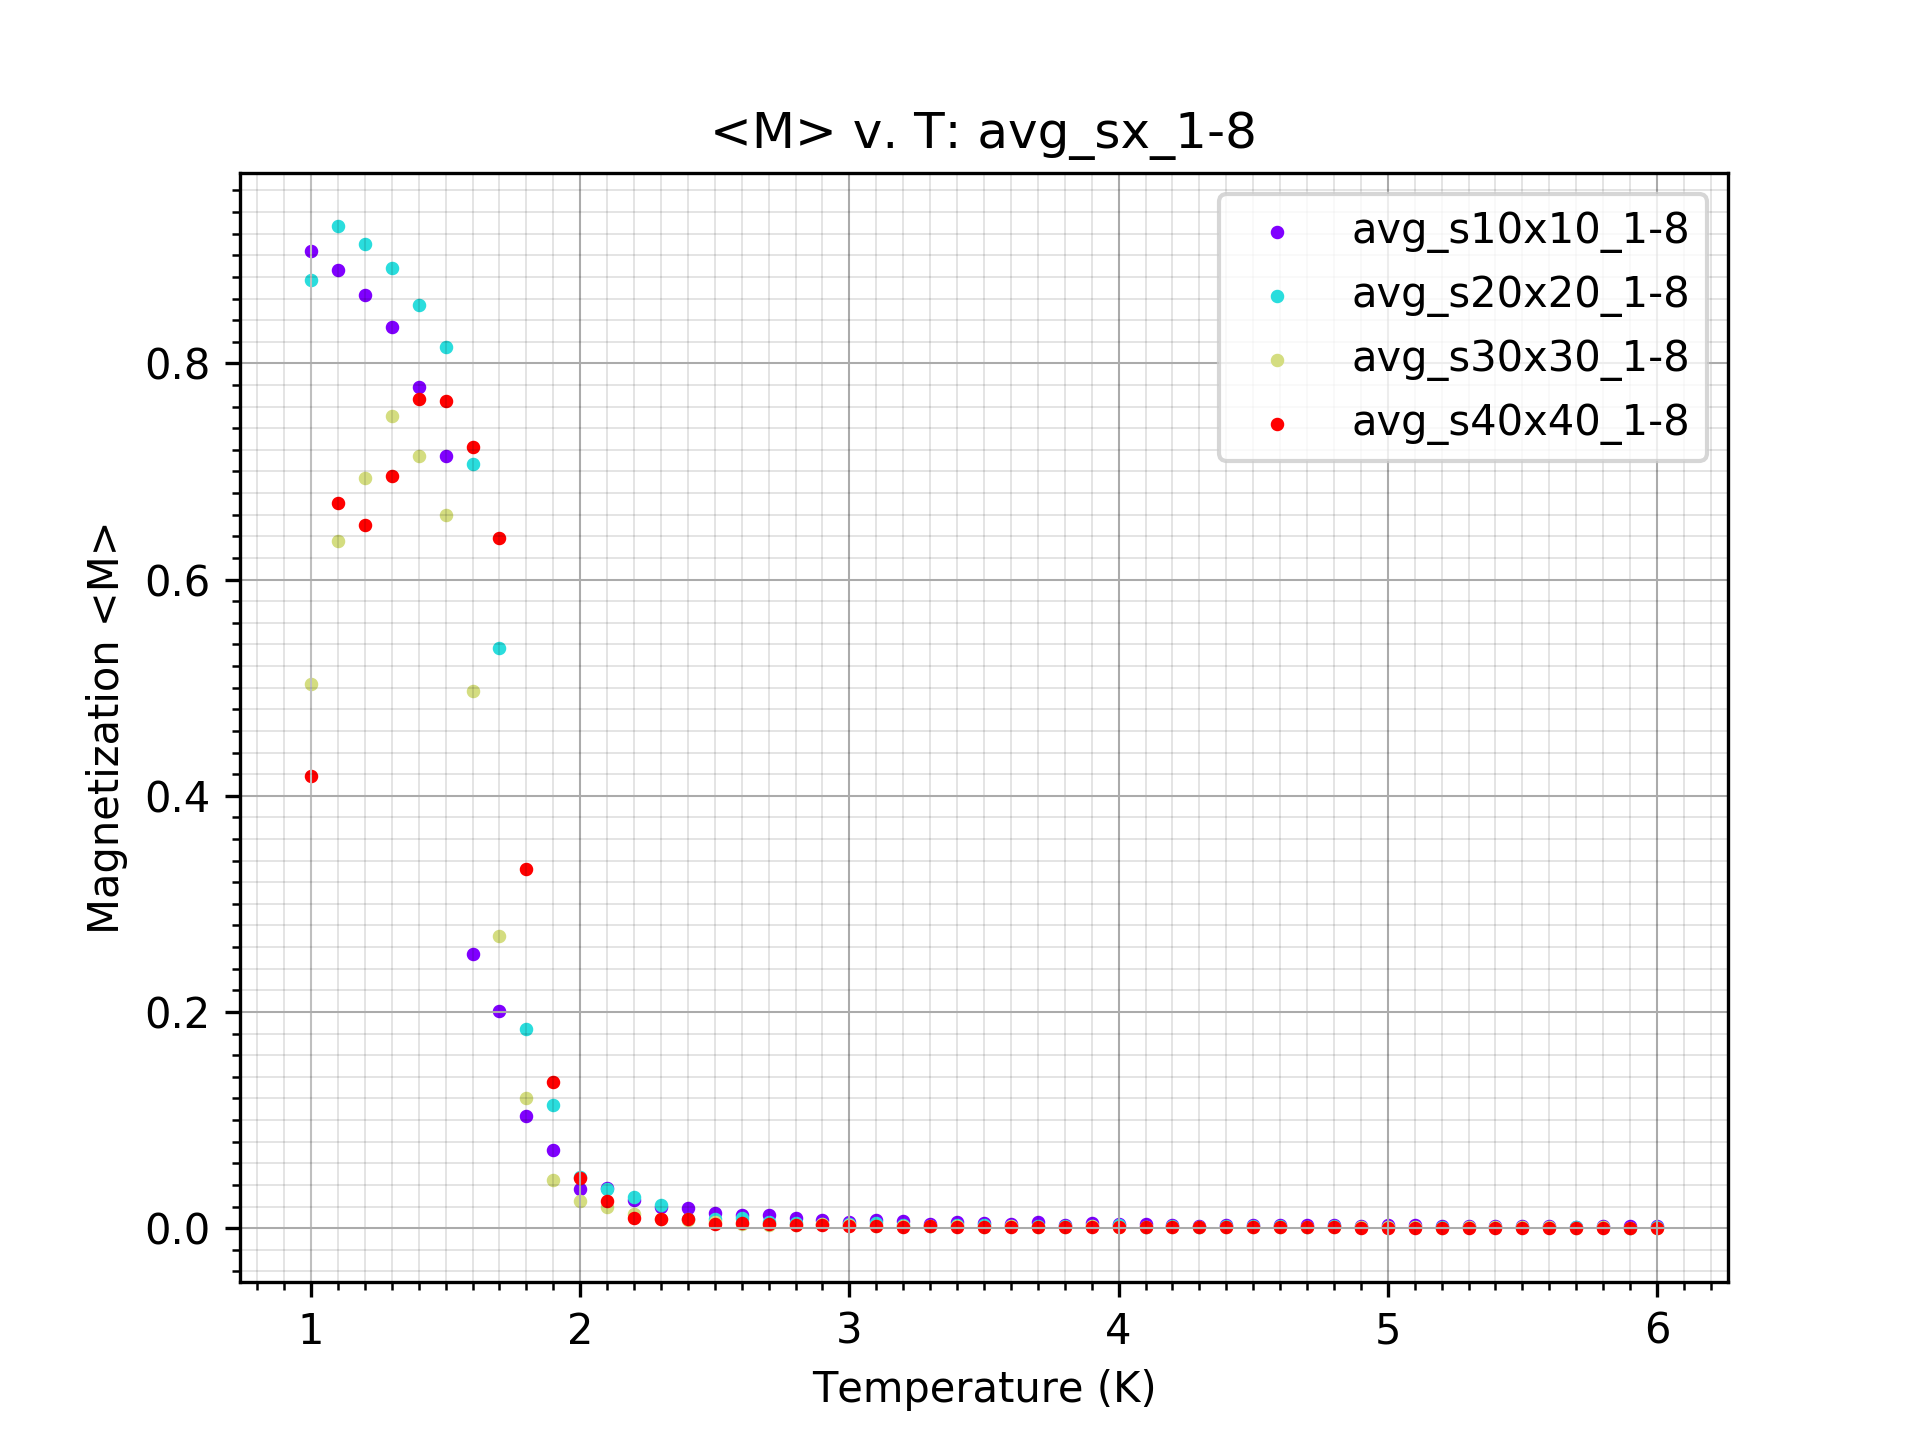 <M> v. T: avg_sx_1-8
avg_s10x10_1-8
avg_s20x20_1-8
avg_s30x30_1-8
avg_s40x40_1-8
Magnetization <M>
0.8
0.6
0.4
0.2
0.0
1 2 3 4 5 6
Temperature (K)